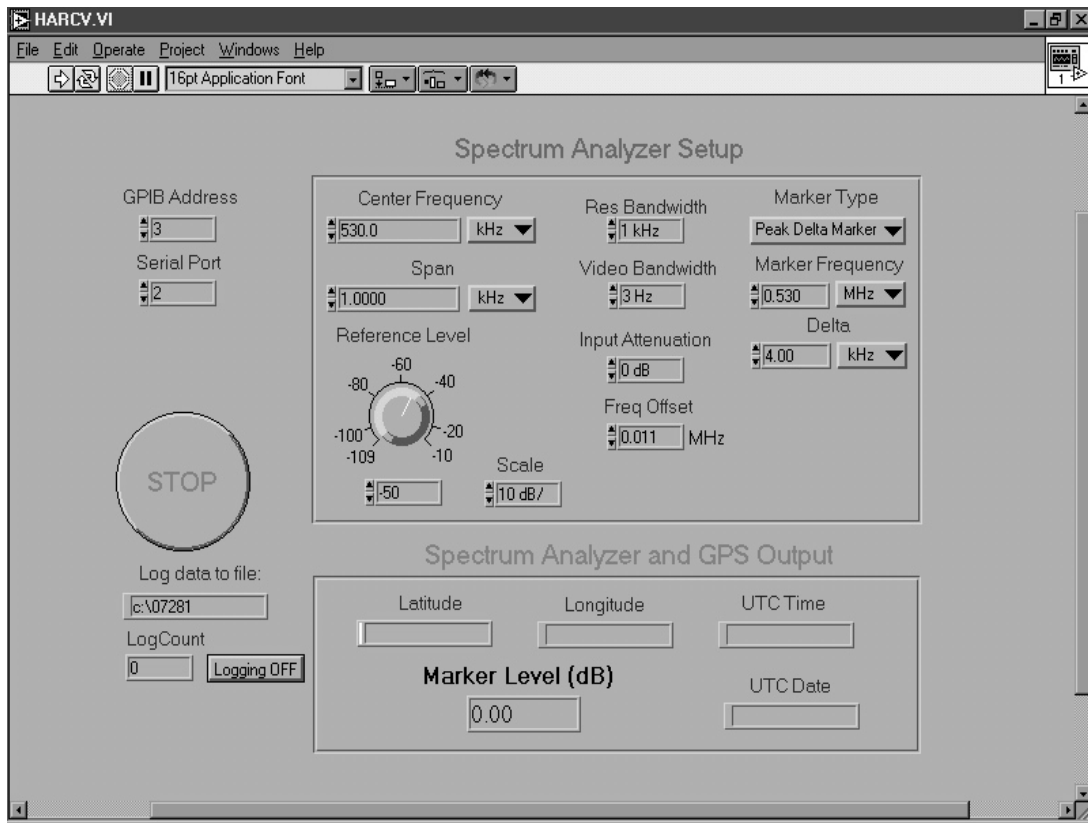 HARCV.VI
File Edit Operate Project Windows Help
16pt Application Font
1
Spectrum Analyzer Setup
GPIB Address
3
Serial Port
2
Center Frequency
530.0 kHz
Span
1.0000 kHz
Reference Level
-60
-80 -40
-100 -20
-109 -10
-50
Scale
10 dB/
Res Bandwidth
1 kHz
Video Bandwidth
3 Hz
Input Attenuation
0 dB
Freq Offset
0.011 MHz
Marker Type
Peak Delta Marker
Marker Frequency
0.530 MHz
Delta
4.00 kHz
STOP
Log data to file:
c:\07281
LogCount
0 Logging OFF
Spectrum Analyzer and GPS Output
Latitude Longitude UTC Time
Marker Level (dB)
0.00
UTC Date